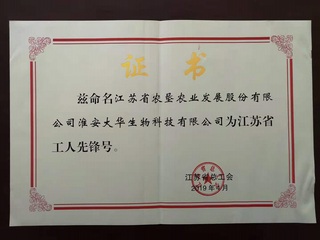 证书
兹命名江苏省农垦农业发展股份有限
公司淮安大华生物科技有限公司为江苏省
工人先锋号。
江苏省总工会
2019年4月